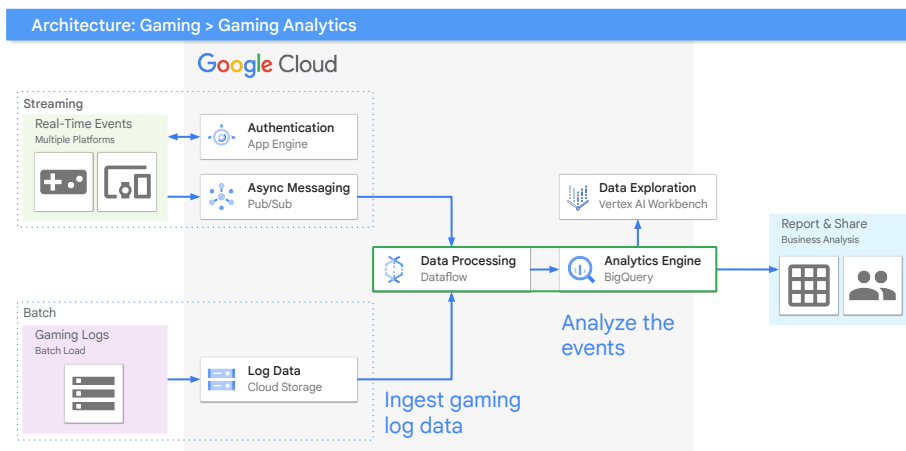 Architecture: Gaming > Gaming Analytics
Google Cloud
Streaming
Real-Time Events
Multiple Platforms
Authentication
App Engine
Async Messaging
Pub/Sub
Data Exploration
Vertex AI Workbench
Report & Share
Business Analysis
Data Processing
Dataflow
Analytics Engine
BigQuery
Batch
Gaming Logs
Batch Load
Log Data
Cloud Storage
Analyze the
events
Ingest gaming
log data